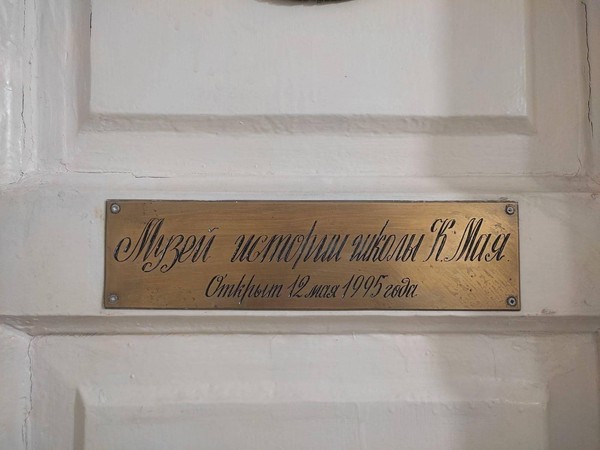 Музей истории школы К. Мая.
Открыт 12 мая 1995 года.